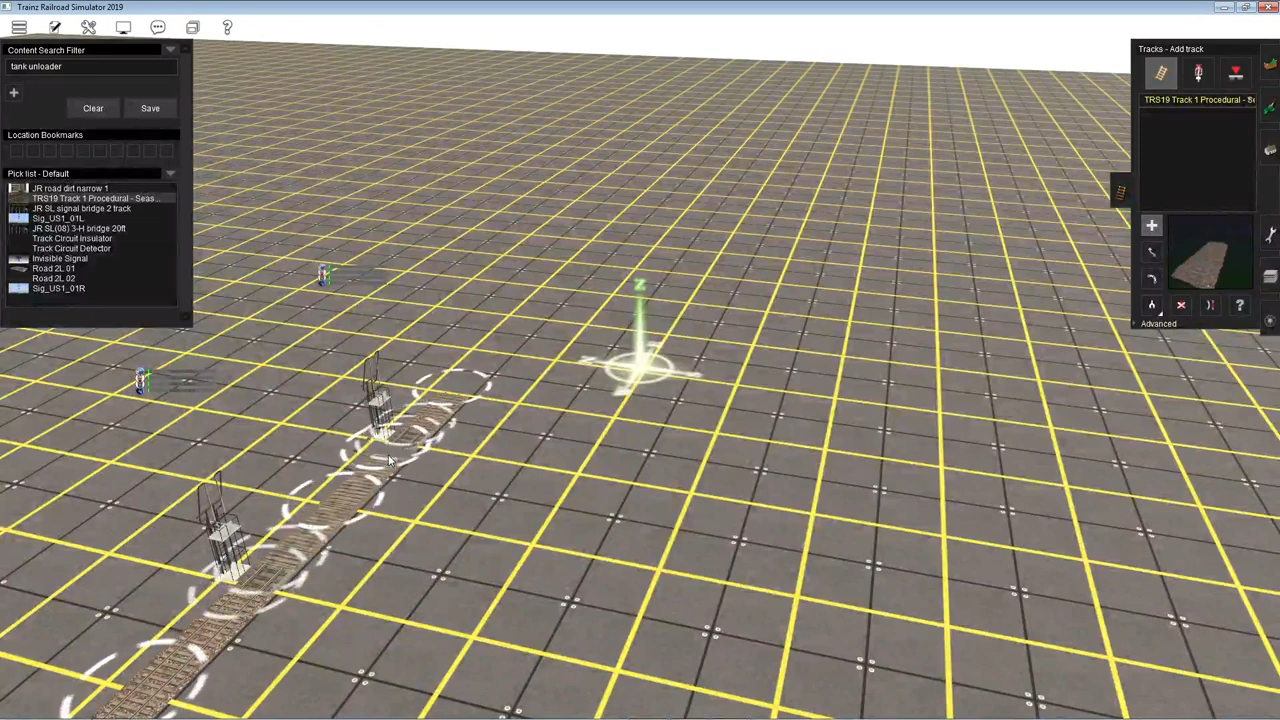 Trainz Railroad Simulator 2019
Content Search Filter
tank unloader
Clear Save
Location Bookmarks
Pick list - Default
JR road dirt narrow 1
TRS19 Track 1 Procedural - Seas...
JR SL signal bridge 2 track
Sig_US1_01L
JR SL(08) 3-H bridge 20ft
Track Circuit Insulator
Track Circuit Detector
Invisible Signal
Road 2L 01
Road 2L 02
Sig_US1_01R
Z
Tracks - Add track
TRS19 Track 1 Procedural - Se
Advanced